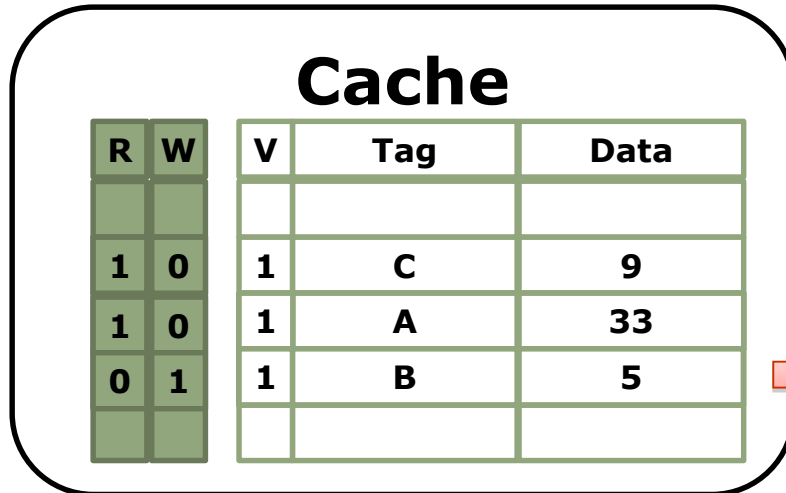 Cache
R W V Tag Data
1 0 1 C 9
1 0 1 A 33
0 1 1 B 5